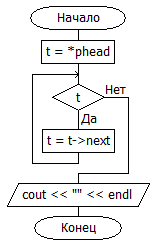 Начало
t = *phead
t
Нет
Да
t = t->next
cout << "" << endl
Конец